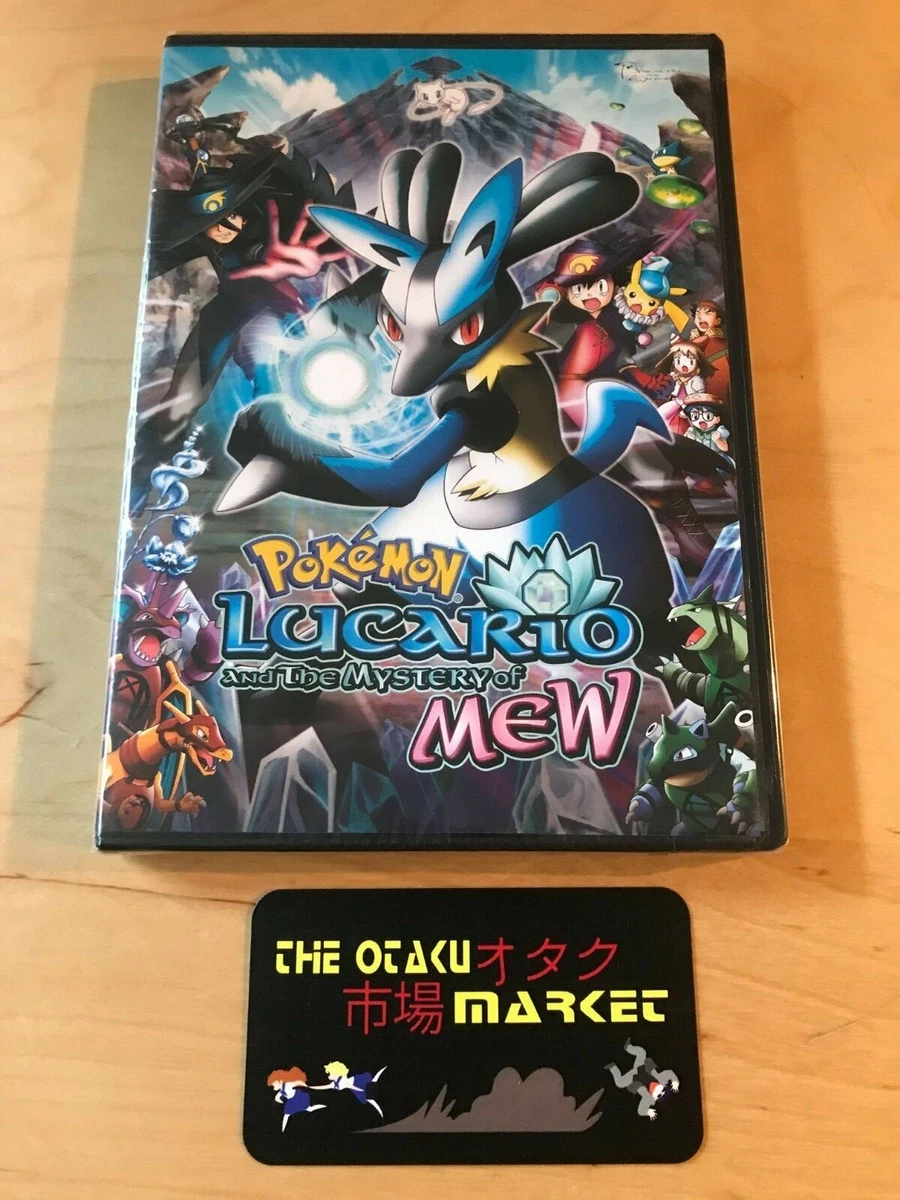 POKéMON
LUCARIO
AND THE MYSTERY of
MEW
THE OTAKU オタク
市場 MARKET